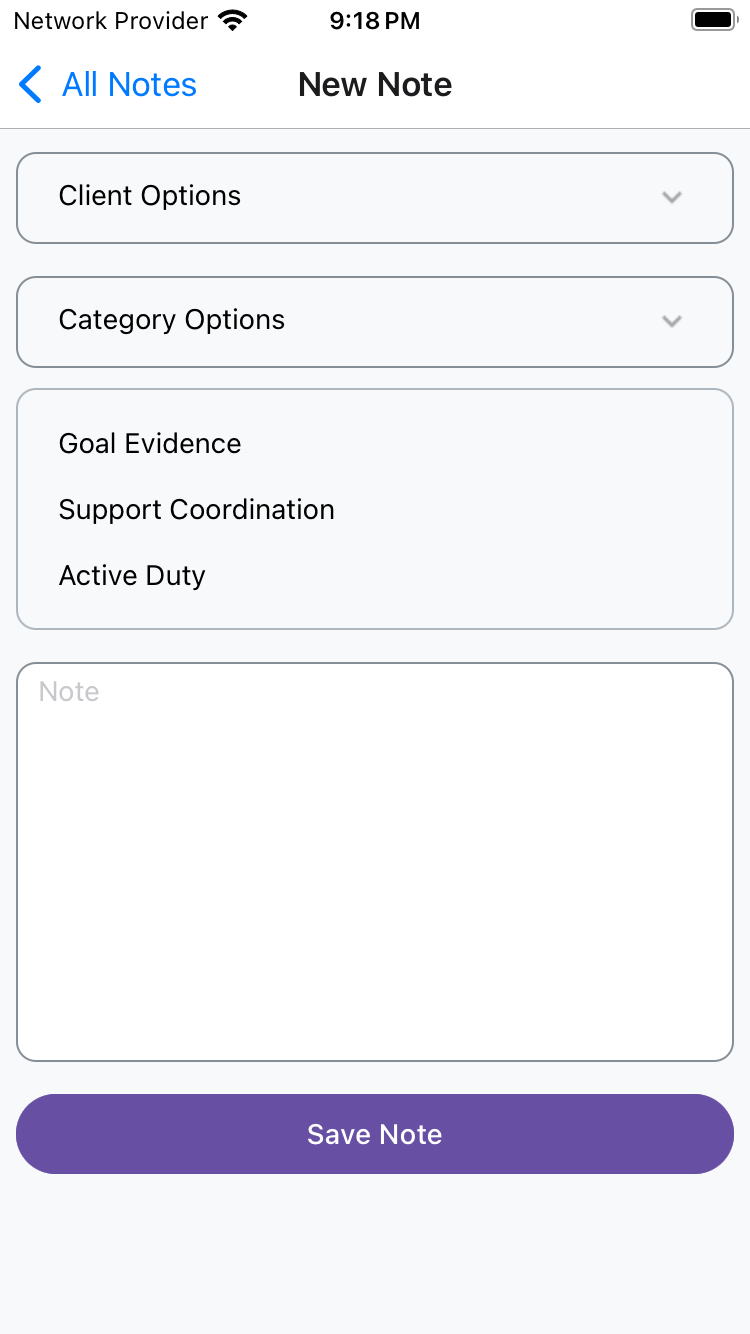 Network Provider 9:18 PM
All Notes New Note
Client Options
Category Options
Goal Evidence
Support Coordination
Active Duty
Note
Save Note